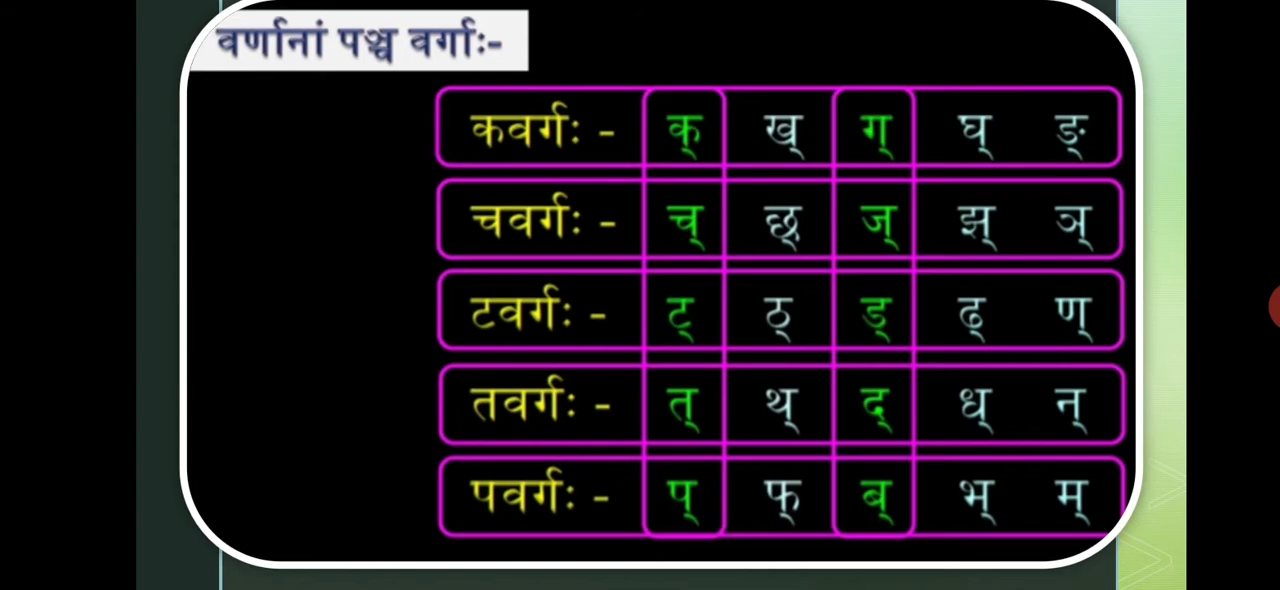 वर्णानां पञ्च वर्गाः-
कवर्गः - क् ख् ग् घ् ङ्
चवर्गः - च् छ् ज् झ् ञ्
टवर्गः - ट् ठ् ड् ढ् ण्
तवर्गः - त् थ् द् ध् न्
पवर्गः - प् फ् ब् भ् म्